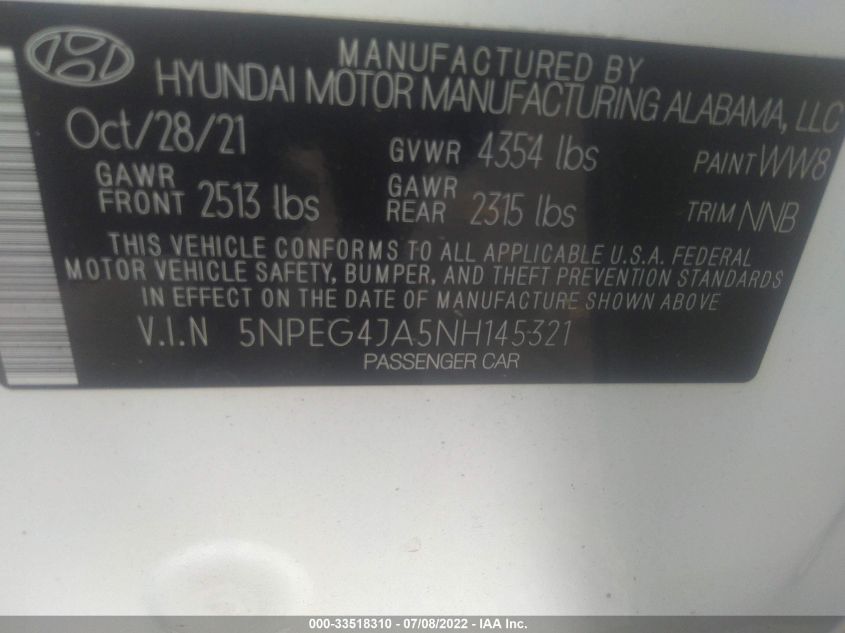 MANUFACTURED BY
HYUNDAI MOTOR MANUFACTURING ALABAMA, LLC
Oct/28/21 GVWR 4354 lbs PAINT WW8
GAWR FRONT 2513 lbs GAWR REAR 2315 lbs TRIM NNB
THIS VEHICLE CONFORMS TO ALL APPLICABLE U.S.A. FEDERAL
MOTOR VEHICLE SAFETY, BUMPER, AND THEFT PREVENTION STANDARDS
IN EFFECT ON THE DATE OF MANUFACTURE SHOWN ABOVE
V.I.N 5NPEG4JA5NH145321
PASSENGER CAR
000-33518310 - 07/08/2022 - IAA Inc.